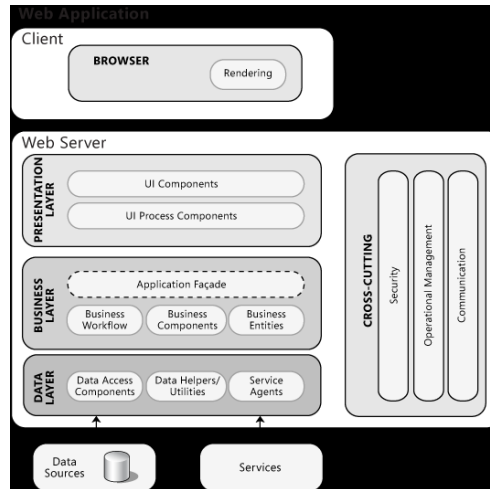 Web Application
Client
BROWSER
Rendering
Web Server
PRESENTATION
LAYER
UI Components
UI Process Components
BUSINESS
LAYER
Application Façade
Business
Workflow
Business
Components
Business
Entities
DATA
LAYER
Data Access
Components
Data Helpers/
Utilities
Service
Agents
CROSS-CUTTING
Security
Operational Management
Communication
Data
Sources
Services